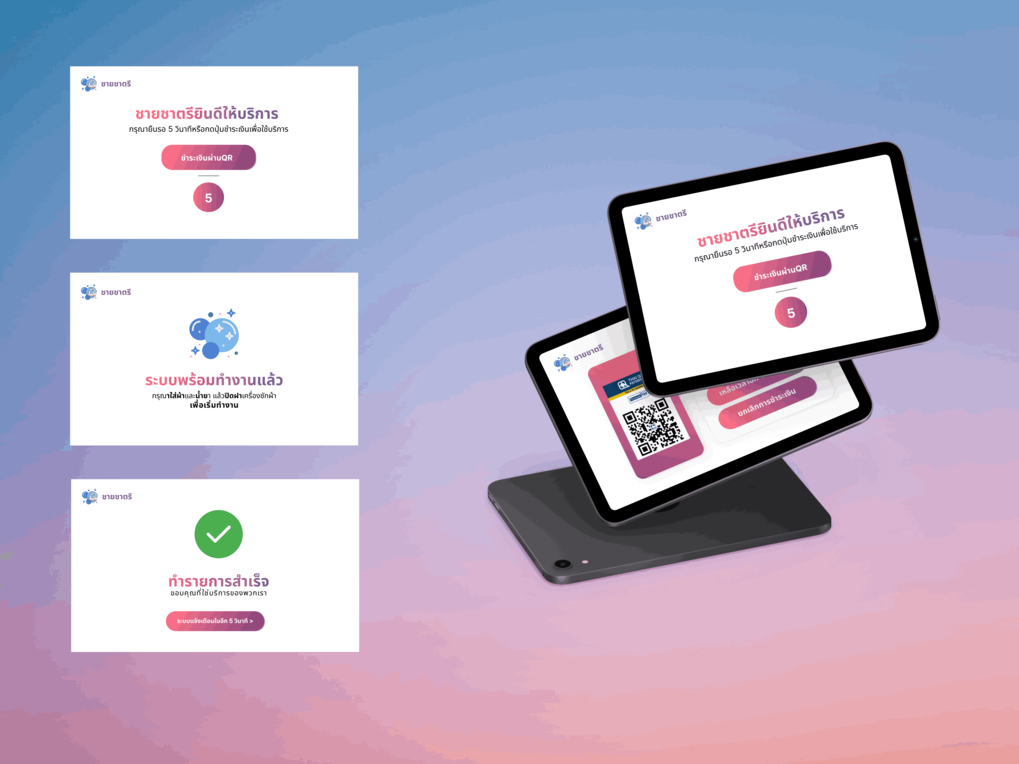 ชายชาตรี
ชายชาตรียินดีให้บริการ
กรุณายืนรอ 5 วินาทีหรือกดปุ่มชำระเงินเพื่อใช้บริการ
ชำระเงินผ่านQR
5
ชายชาตรี
ระบบพร้อมทำงานแล้ว
กรุณาใส่ผ้าและน้ำยา แล้วปิดฝาเครื่องซักผ้า
เพื่อเริ่มทำงาน
ชายชาตรี
ทำรายการสำเร็จ
ขอบคุณที่ใช่บริการของพวกเรา
ระบบแจ้งเตือนในอีก 5 วินาที >
ชายชาตรี
ชายชาตรียินดีให้บริการ
กรุณายืนรอ 5 วินาทีหรือกดปุ่มชำระเงินเพื่อใช้บริการ
ชำระเงินผ่านQR
5
ชายชาตรี
ยกเลิกการชำระเงิน